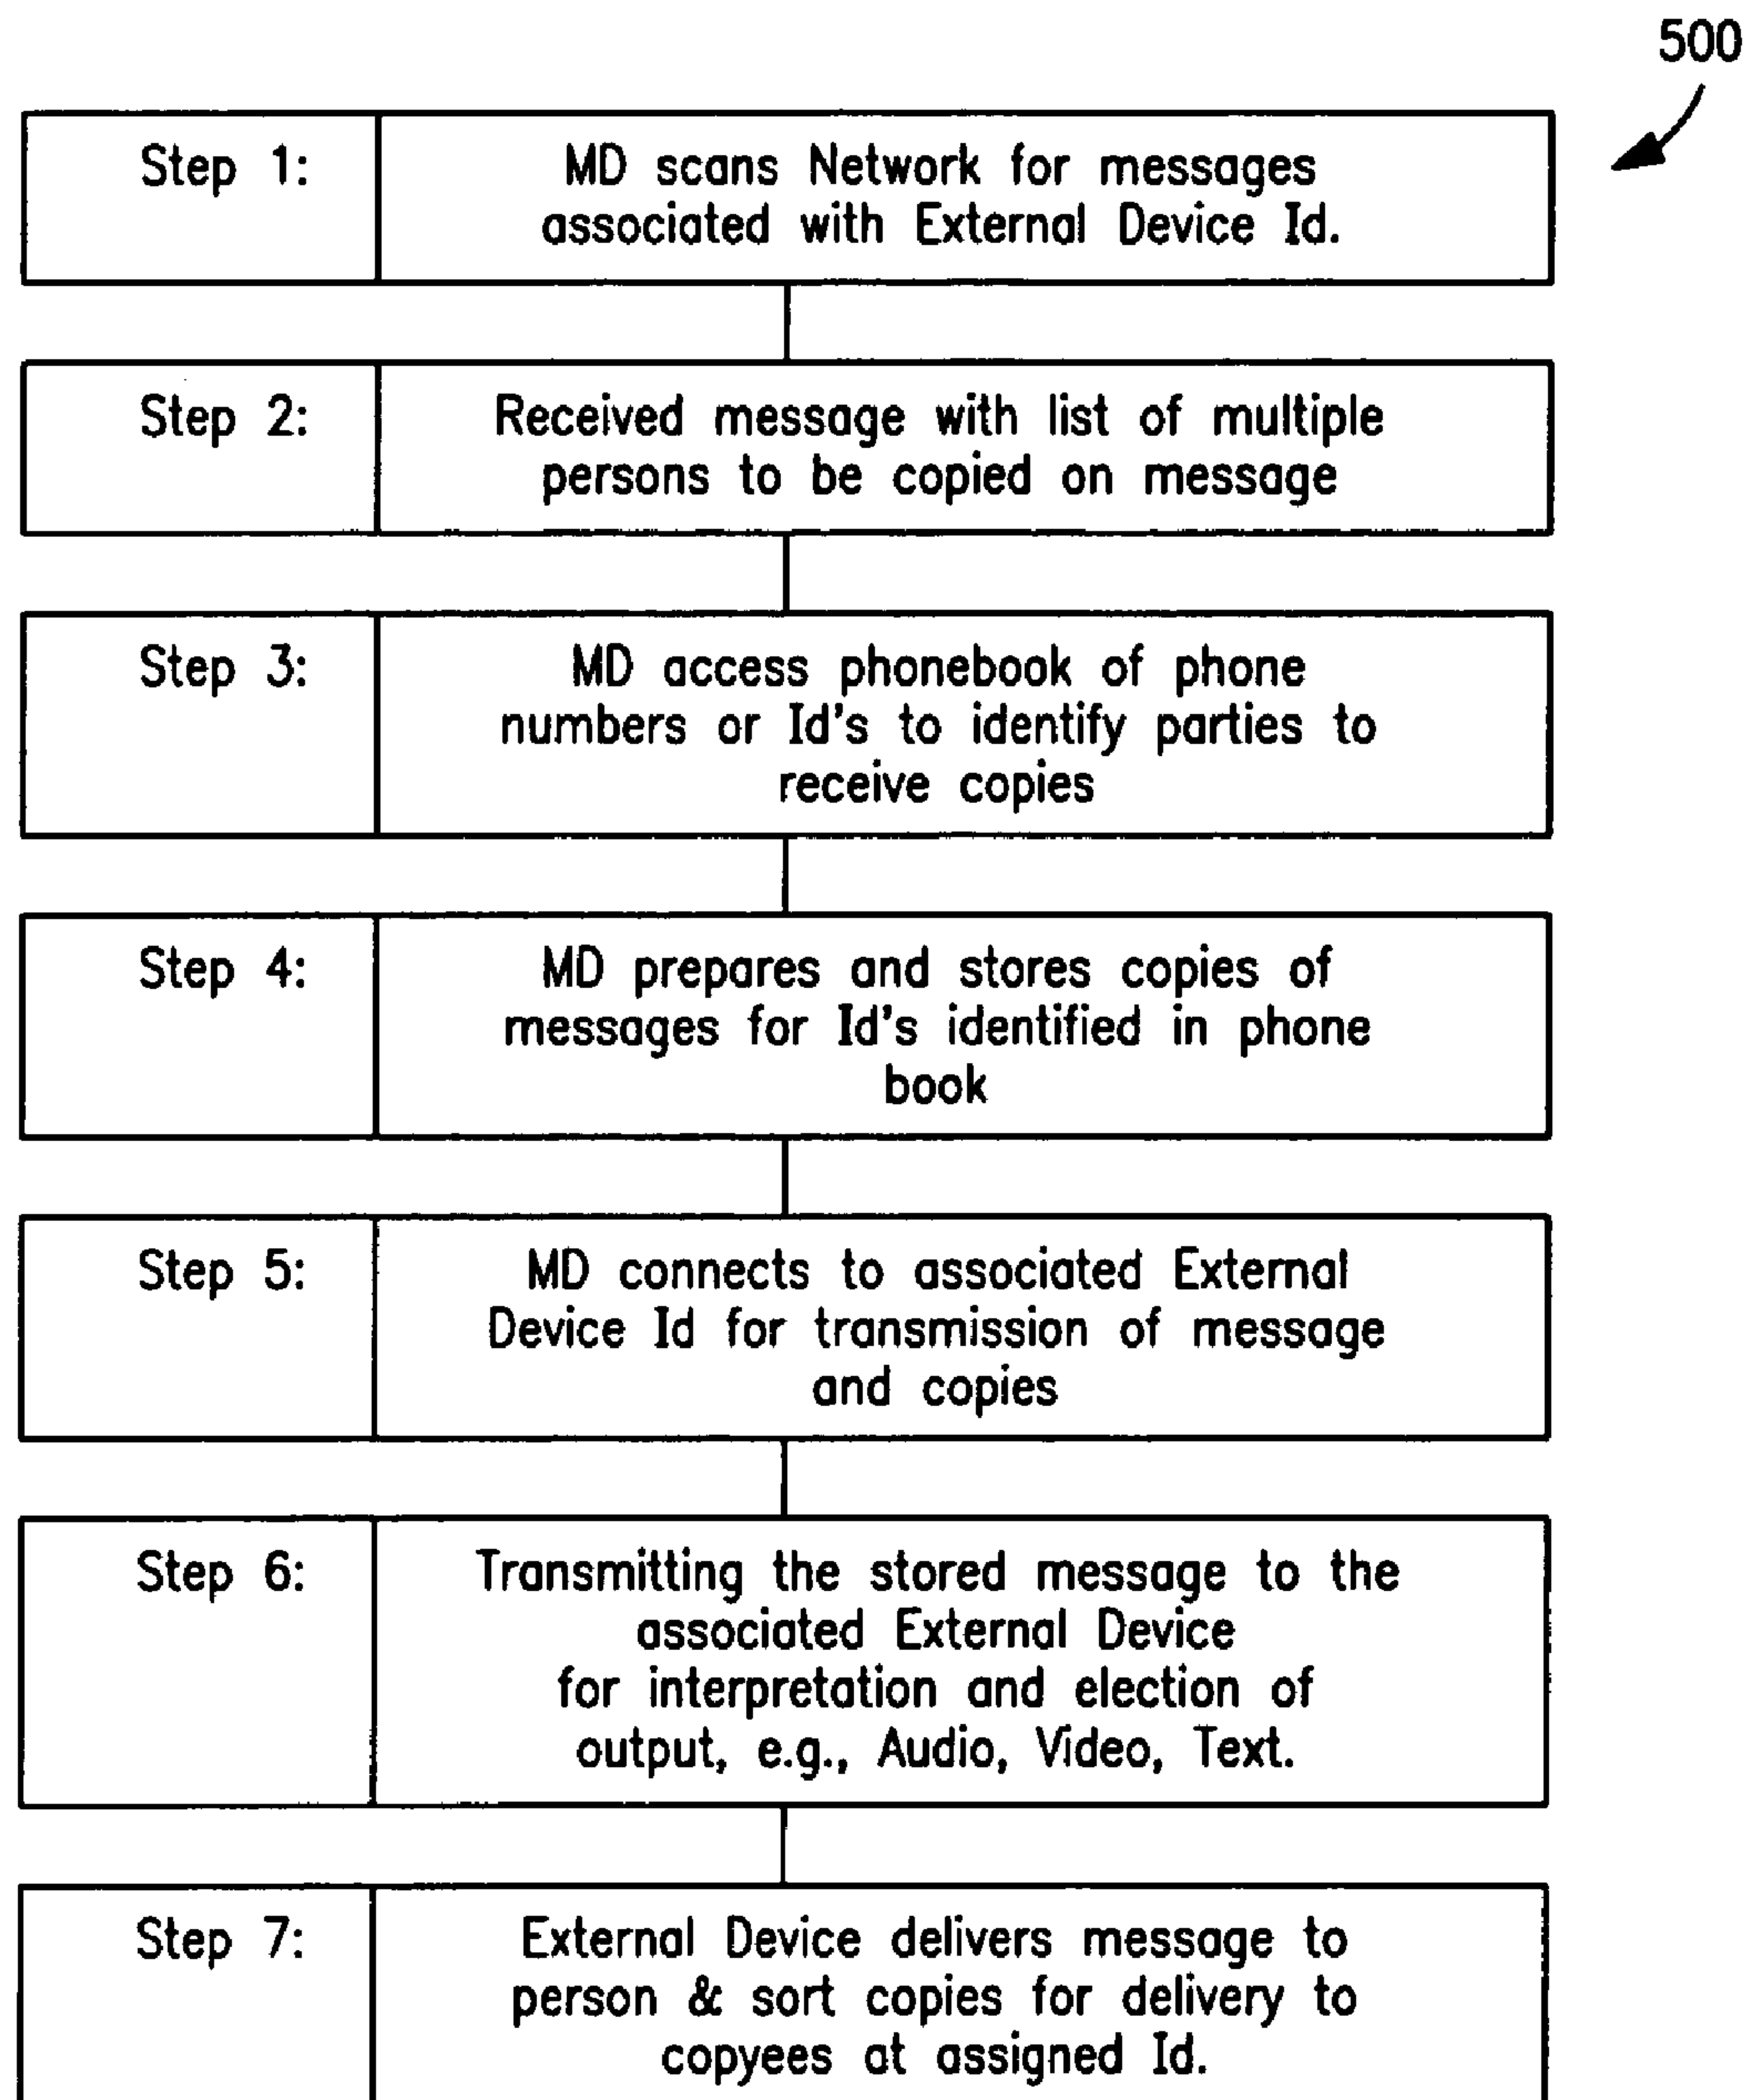 500
Step 1: MD scans Network for messages
associated with External Device Id.
Step 2: Received message with list of multiple
persons to be copied on message
Step 3: MD access phonebook of phone
numbers or Id's to identify parties to
receive copies
Step 4: MD prepares and stores copies of
messages for Id's identified in phone
book
Step 5: MD connects to associated External
Device Id for transmission of message
and copies
Step 6: Transmitting the stored message to the
associated External Device
for interpretation and election of
output, e.g., Audio, Video, Text.
Step 7: External Device delivers message to
person & sort copies for delivery to
copyees at assigned Id.